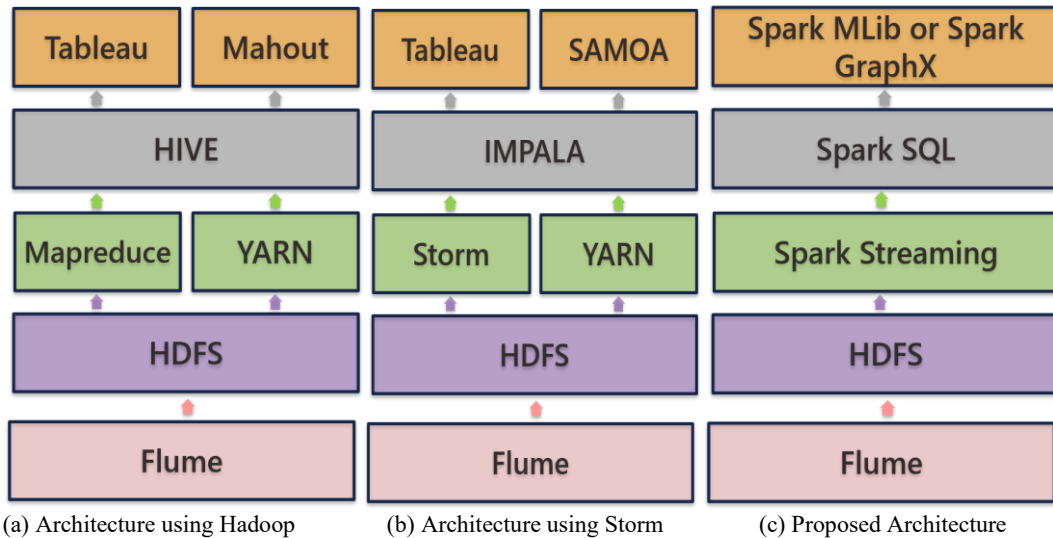 Tableau
Mahout
HIVE
Mapreduce
YARN
HDFS
Flume
(a) Architecture using Hadoop
Tableau
SAMOA
IMPALA
Storm
YARN
HDFS
Flume
(b) Architecture using Storm
Spark MLib or Spark
GraphX
Spark SQL
Spark Streaming
HDFS
Flume
(c) Proposed Architecture